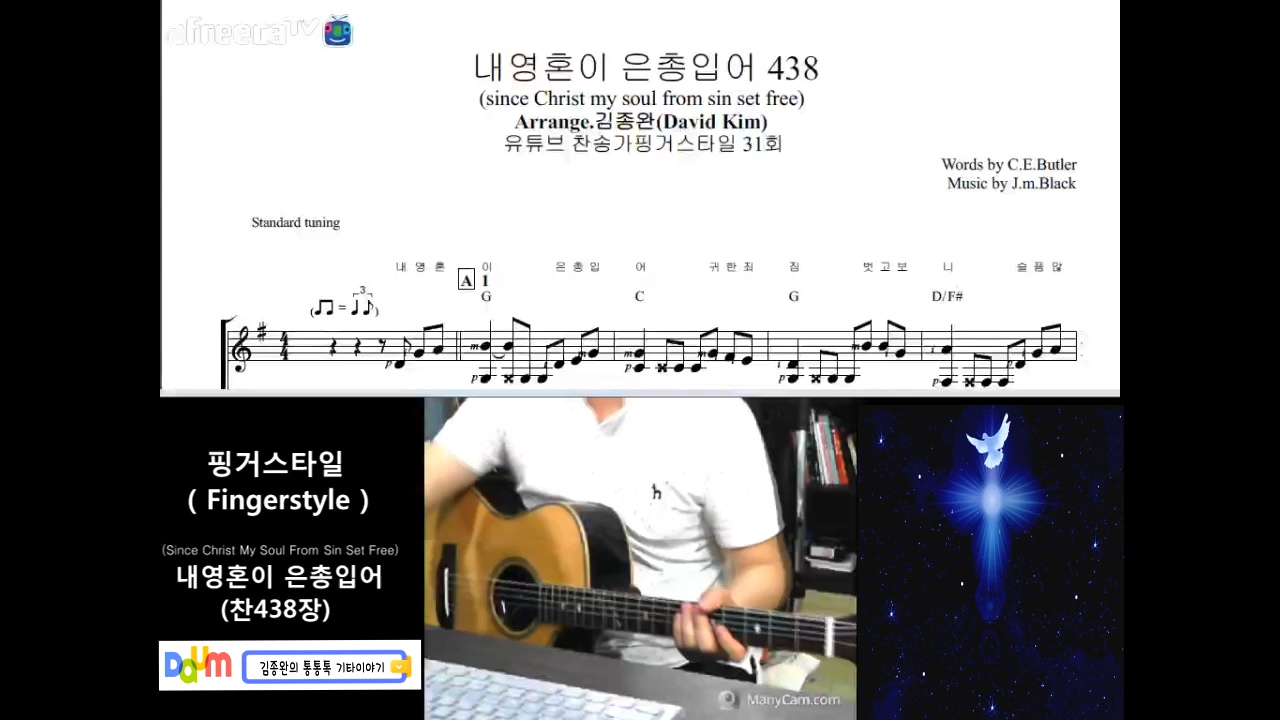 afreecaTV
내영혼이 은총입어 438
(since Christ my soul from sin set free)
Arrange.김종완(David Kim)
유튜브 찬송가핑거스타일 31회
Words by C.E.Butler
Music by J.m.Black
Standard tuning
내 영 혼 이 은 총 입 어 귀 한 죄 짐 벗 고 보 니 슬 픔 많
A 1
G C G D/F#
3
핑거스타일
( Fingerstyle )
(Since Christ My Soul From Sin Set Free)
내영혼이 은총입어
(찬438장)
Daum 김종완의 통통톡 기타이야기
ManyCam.com